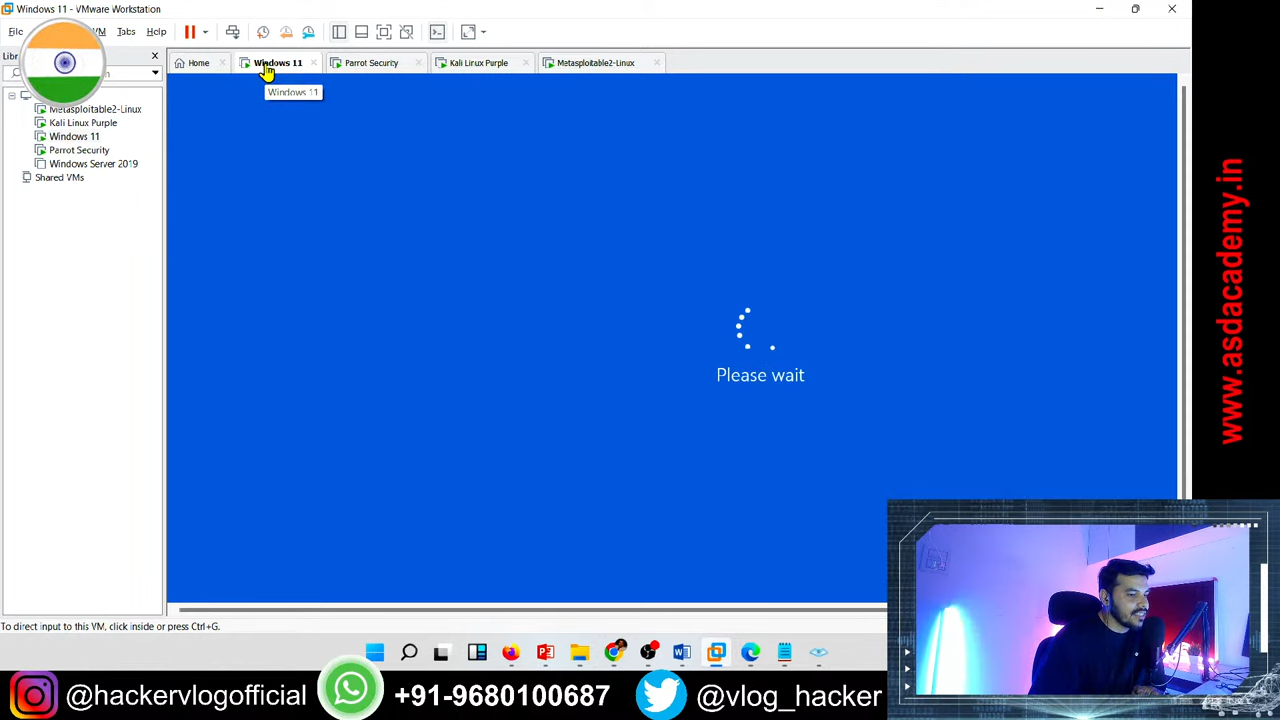 Windows 11 - VMware Workstation
File VM Tabs Help
Home
Windows 11
Parrot Security
Kali Linux Purple
Metasploitable2-Linux
Windows 11
Metasploitable2-Linux
Kali Linux Purple
Windows 11
Parrot Security
Windows Server 2019
Shared VMs
Please wait
To direct input to this VM, click inside or press Ctrl+G.
www.asdacademy.in
@hackervlogofficial
+91-9680100687
@vlog_hacker